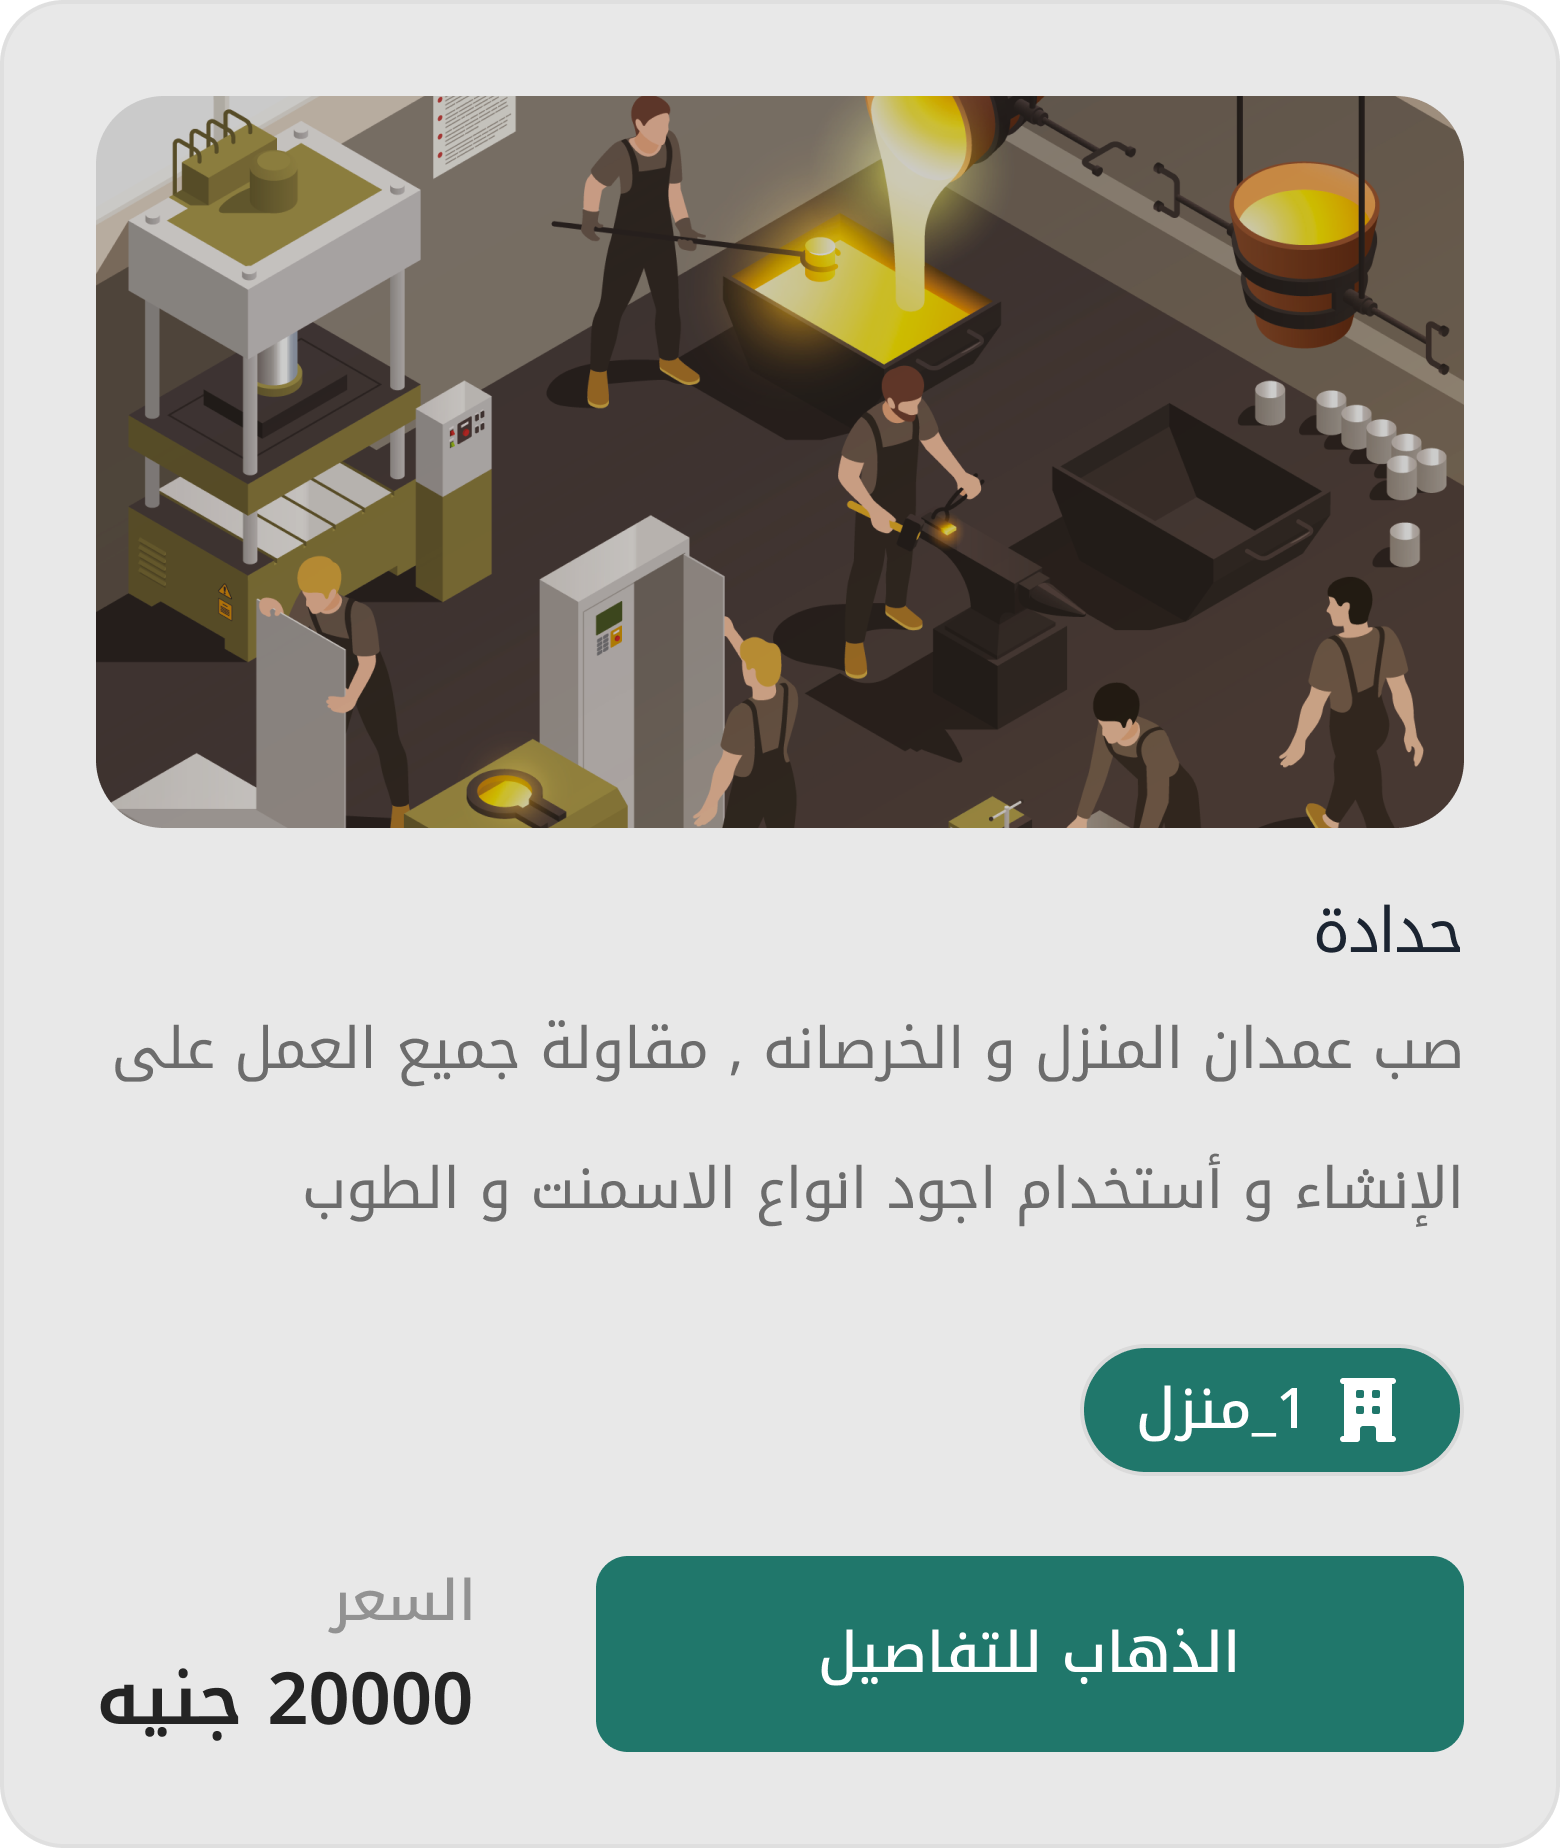 حدادة
صب عمدان المنزل و الخرصانه , مقاولة جميع العمل على
الإنشاء و أستخدام اجود انواع الاسمنت و الطوب
1_منزل
الذهاب للتفاصيل
السعر
20000 جنيه